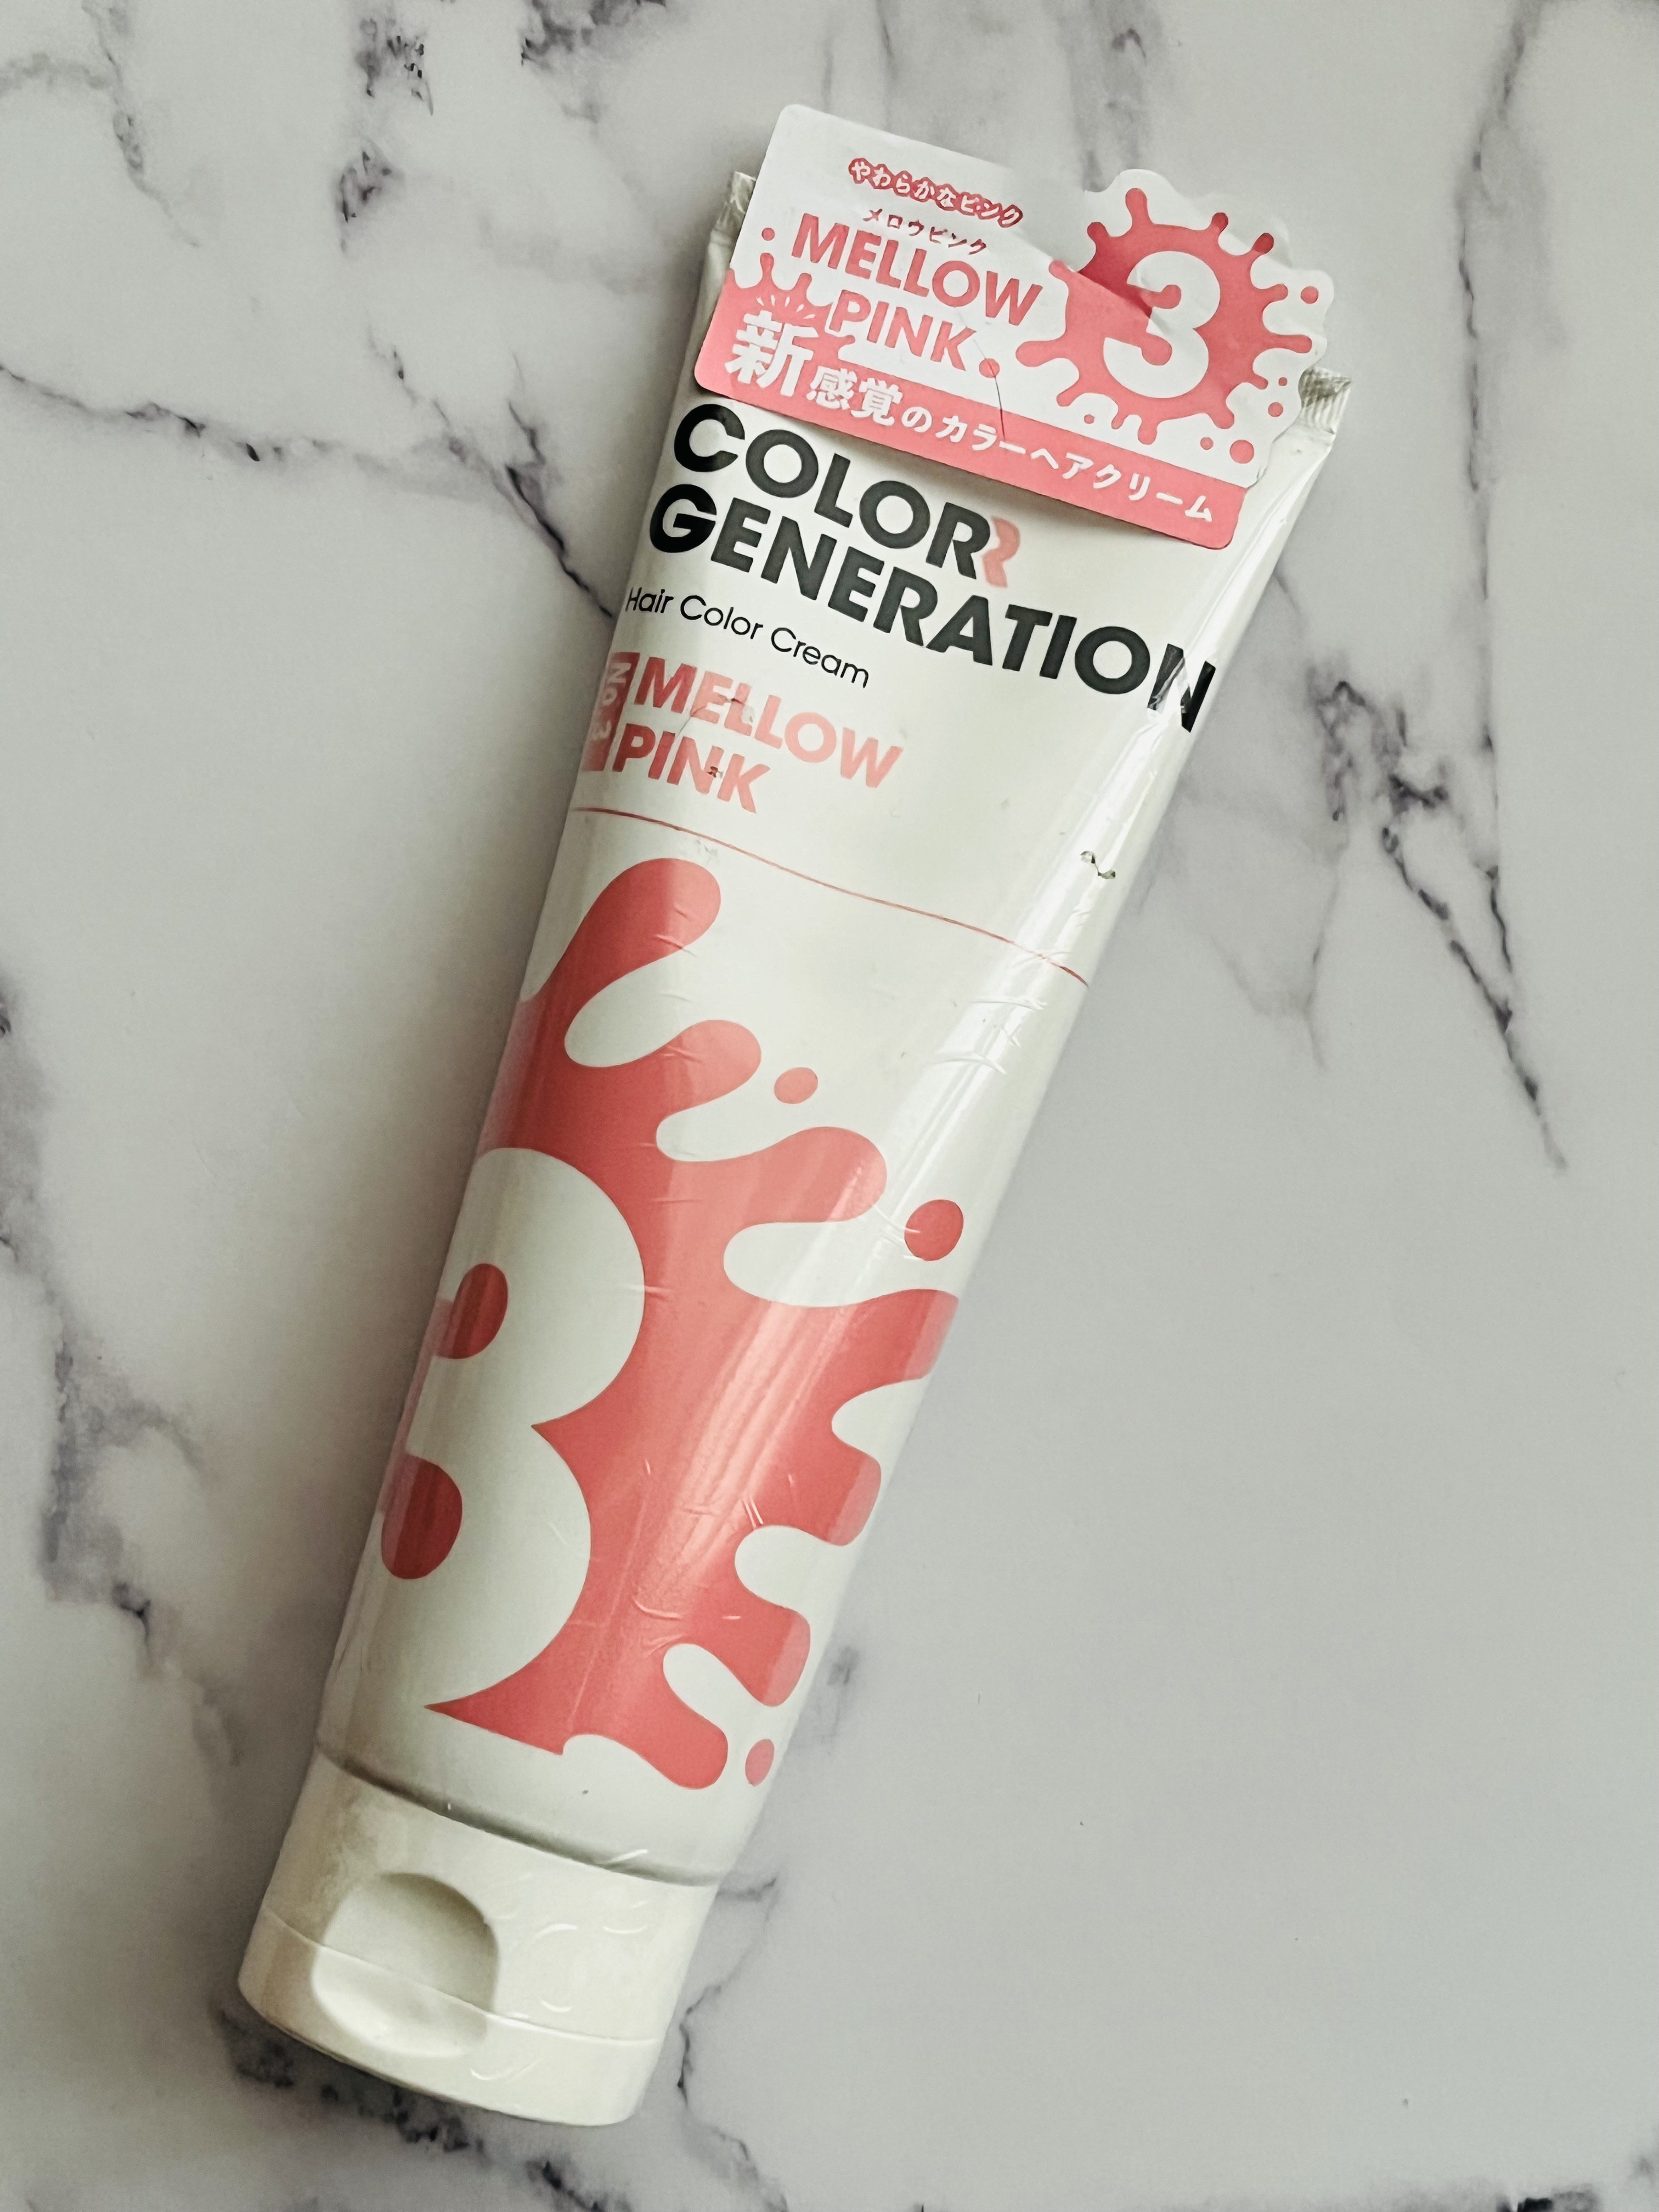 やわらかなピンク
メロウピンク
MELLOW
PINK
3
新感覚のカラーヘアクリーム
COLOR
GENERATION
Hair Color Cream
NO.3
MELLOW
PINK
3